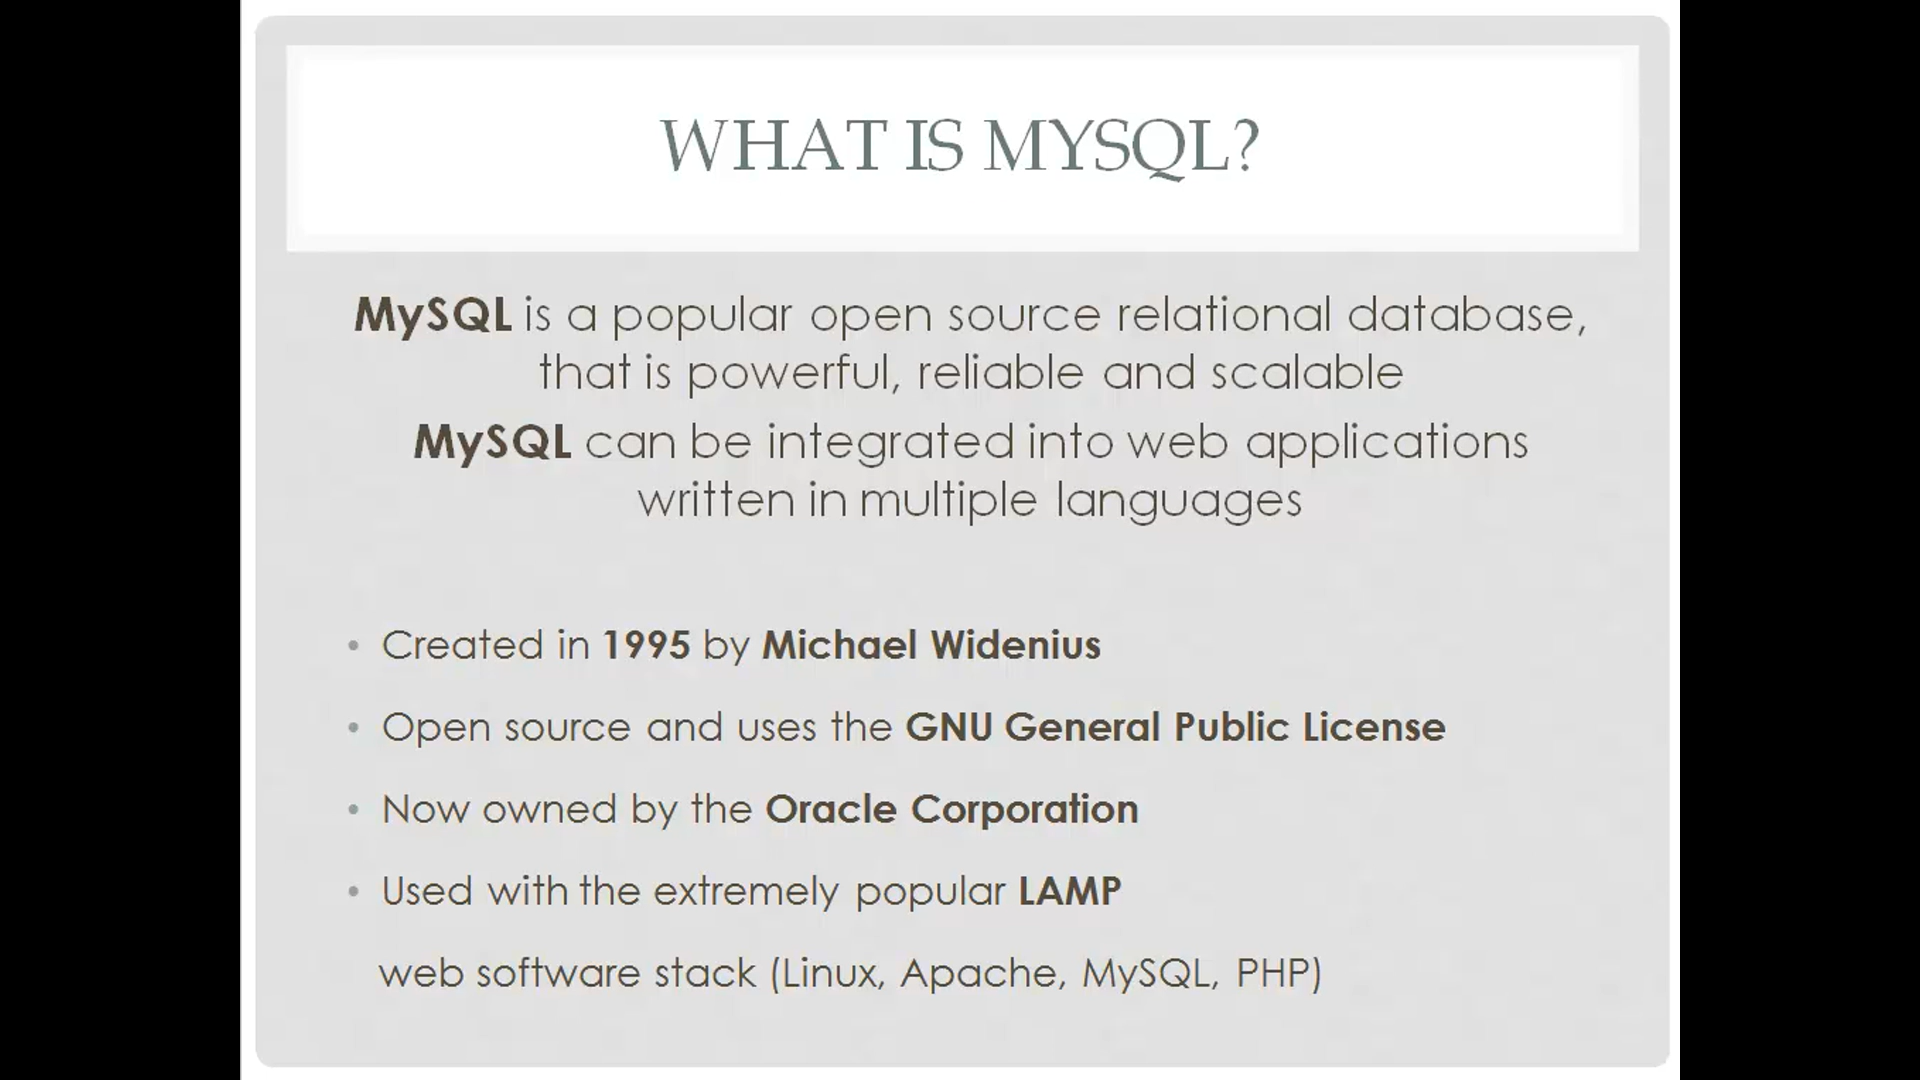 WHAT IS MYSQL?
MySQL is a popular open source relational database,
that is powerful, reliable and scalable
MySQL can be integrated into web applications
written in multiple languages
• Created in 1995 by Michael Widenius
• Open source and uses the GNU General Public License
• Now owned by the Oracle Corporation
• Used with the extremely popular LAMP
web software stack (Linux, Apache, MySQL, PHP)